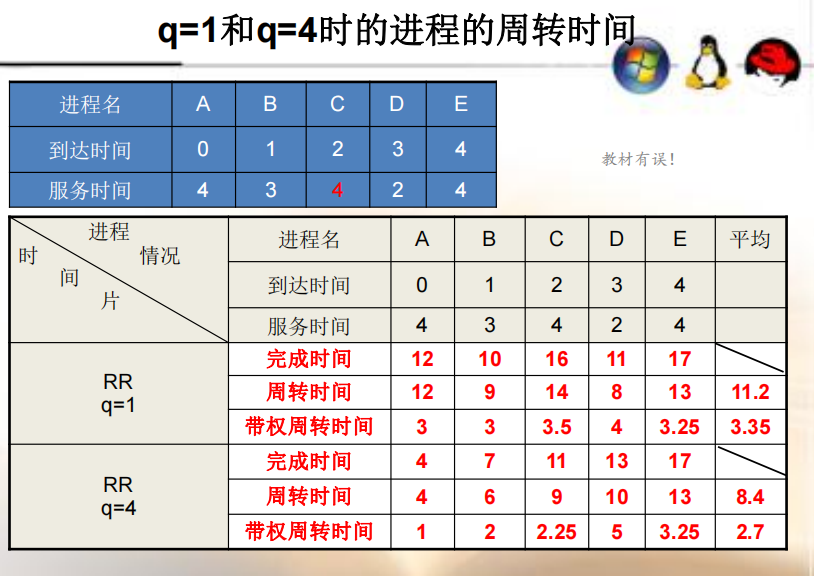 q=1和q=4时的进程的周转时间
进程名 A B C D E
到达时间 0 1 2 3 4
服务时间 4 3 4 2 4
教材有误！
进程
情况
时
间
片
进程名 A B C D E 平均
到达时间 0 1 2 3 4
服务时间 4 3 4 2 4
RR
q=1
完成时间 12 10 16 11 17
周转时间 12 9 14 8 13 11.2
带权周转时间 3 3 3.5 4 3.25 3.35
RR
q=4
完成时间 4 7 11 13 17
周转时间 4 6 9 10 13 8.4
带权周转时间 1 2 2.25 5 3.25 2.7